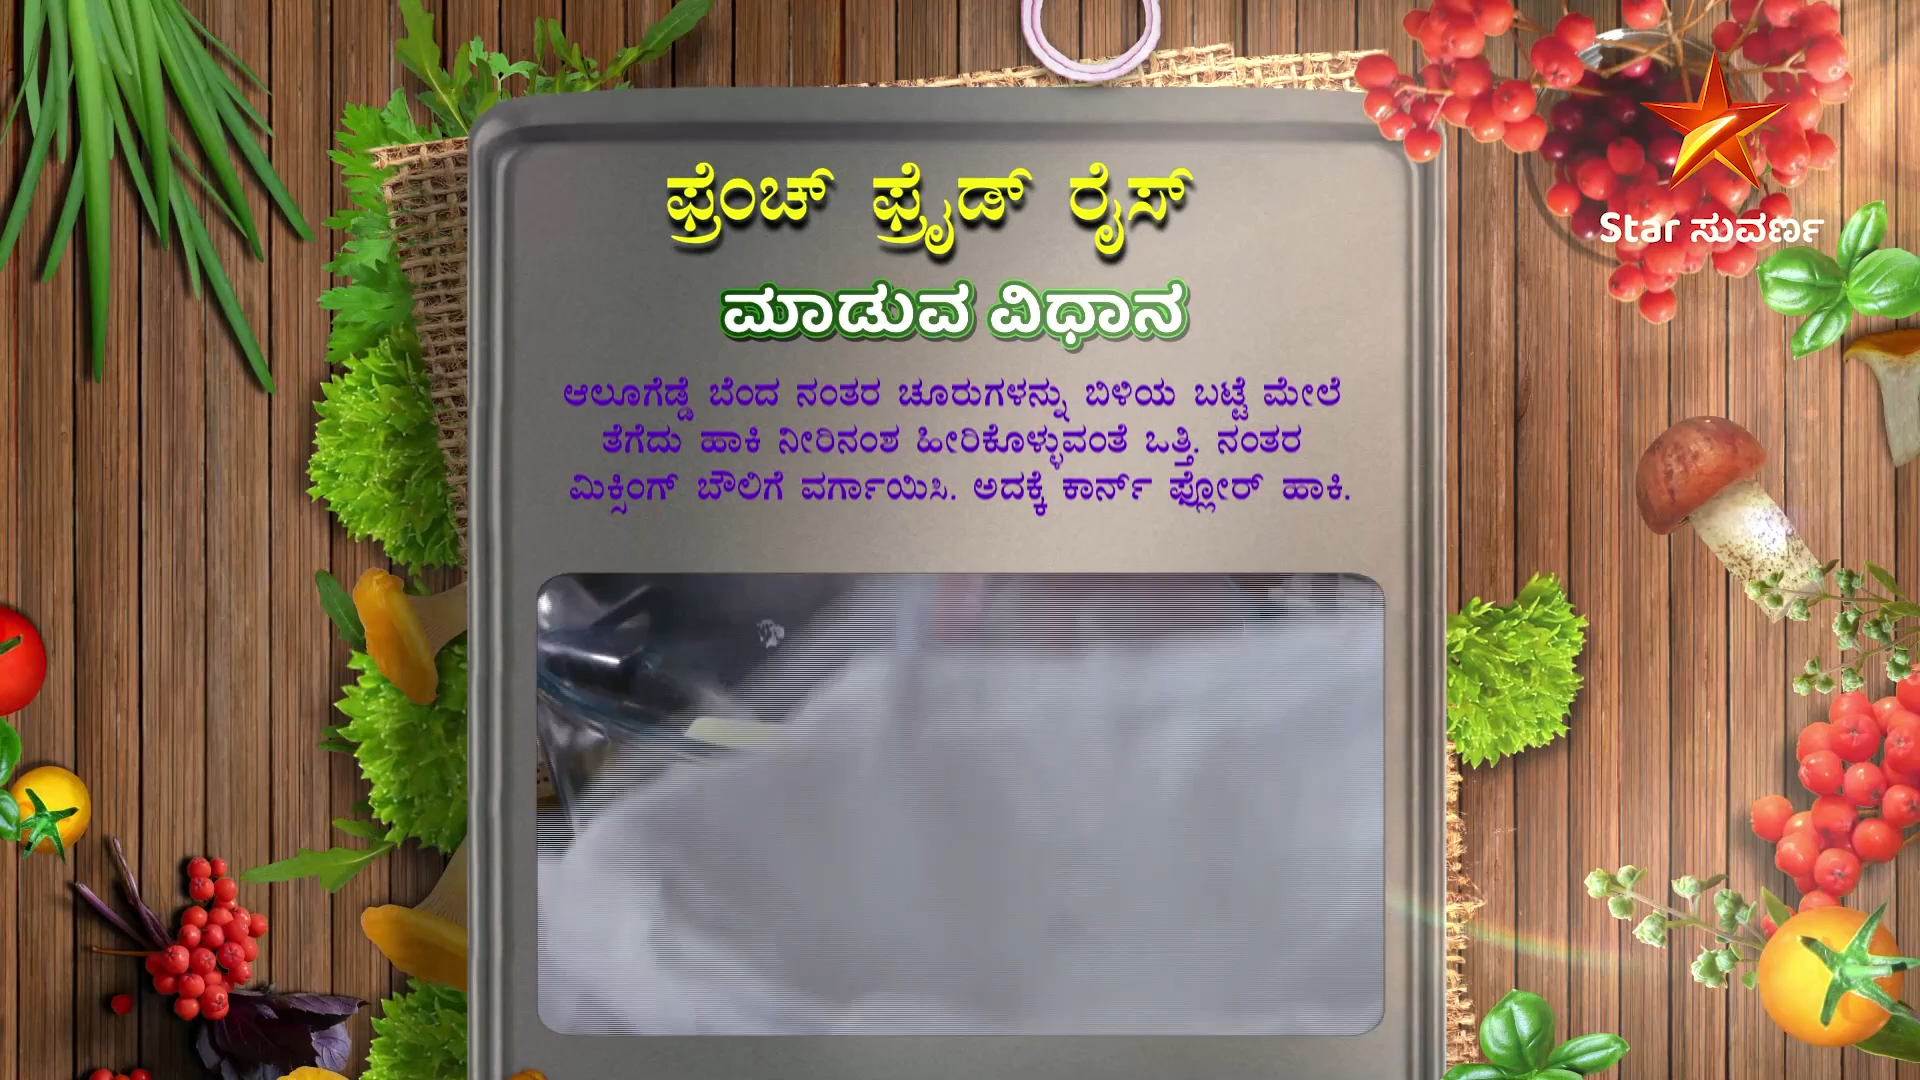 ಫ್ರೆಂಚ್ ಫ್ರೈಡ್ ರೈಸ್
Star ಸುವರ್ಣ
ಮಾಡುವ ವಿಧಾನ
ಆಲೂಗೆಡ್ಡೆ ಬೆಂದ ನಂತರ ಚೂರುಗಳನ್ನು ಬಿಳಿಯ ಬಟ್ಟೆ ಮೇಲೆ
ತೆಗೆದು ಹಾಕಿ ನೀರಿನಂಶ ಹೀರಿಕೊಳ್ಳುವಂತೆ ಒತ್ತಿ. ನಂತರ
ಮಿಕ್ಸಿಂಗ್ ಬೌಲಿಗೆ ವರ್ಗಾಯಿಸಿ. ಅದಕ್ಕೆ ಕಾರ್ನ್ ಫ್ಲೋರ್ ಹಾಕಿ.